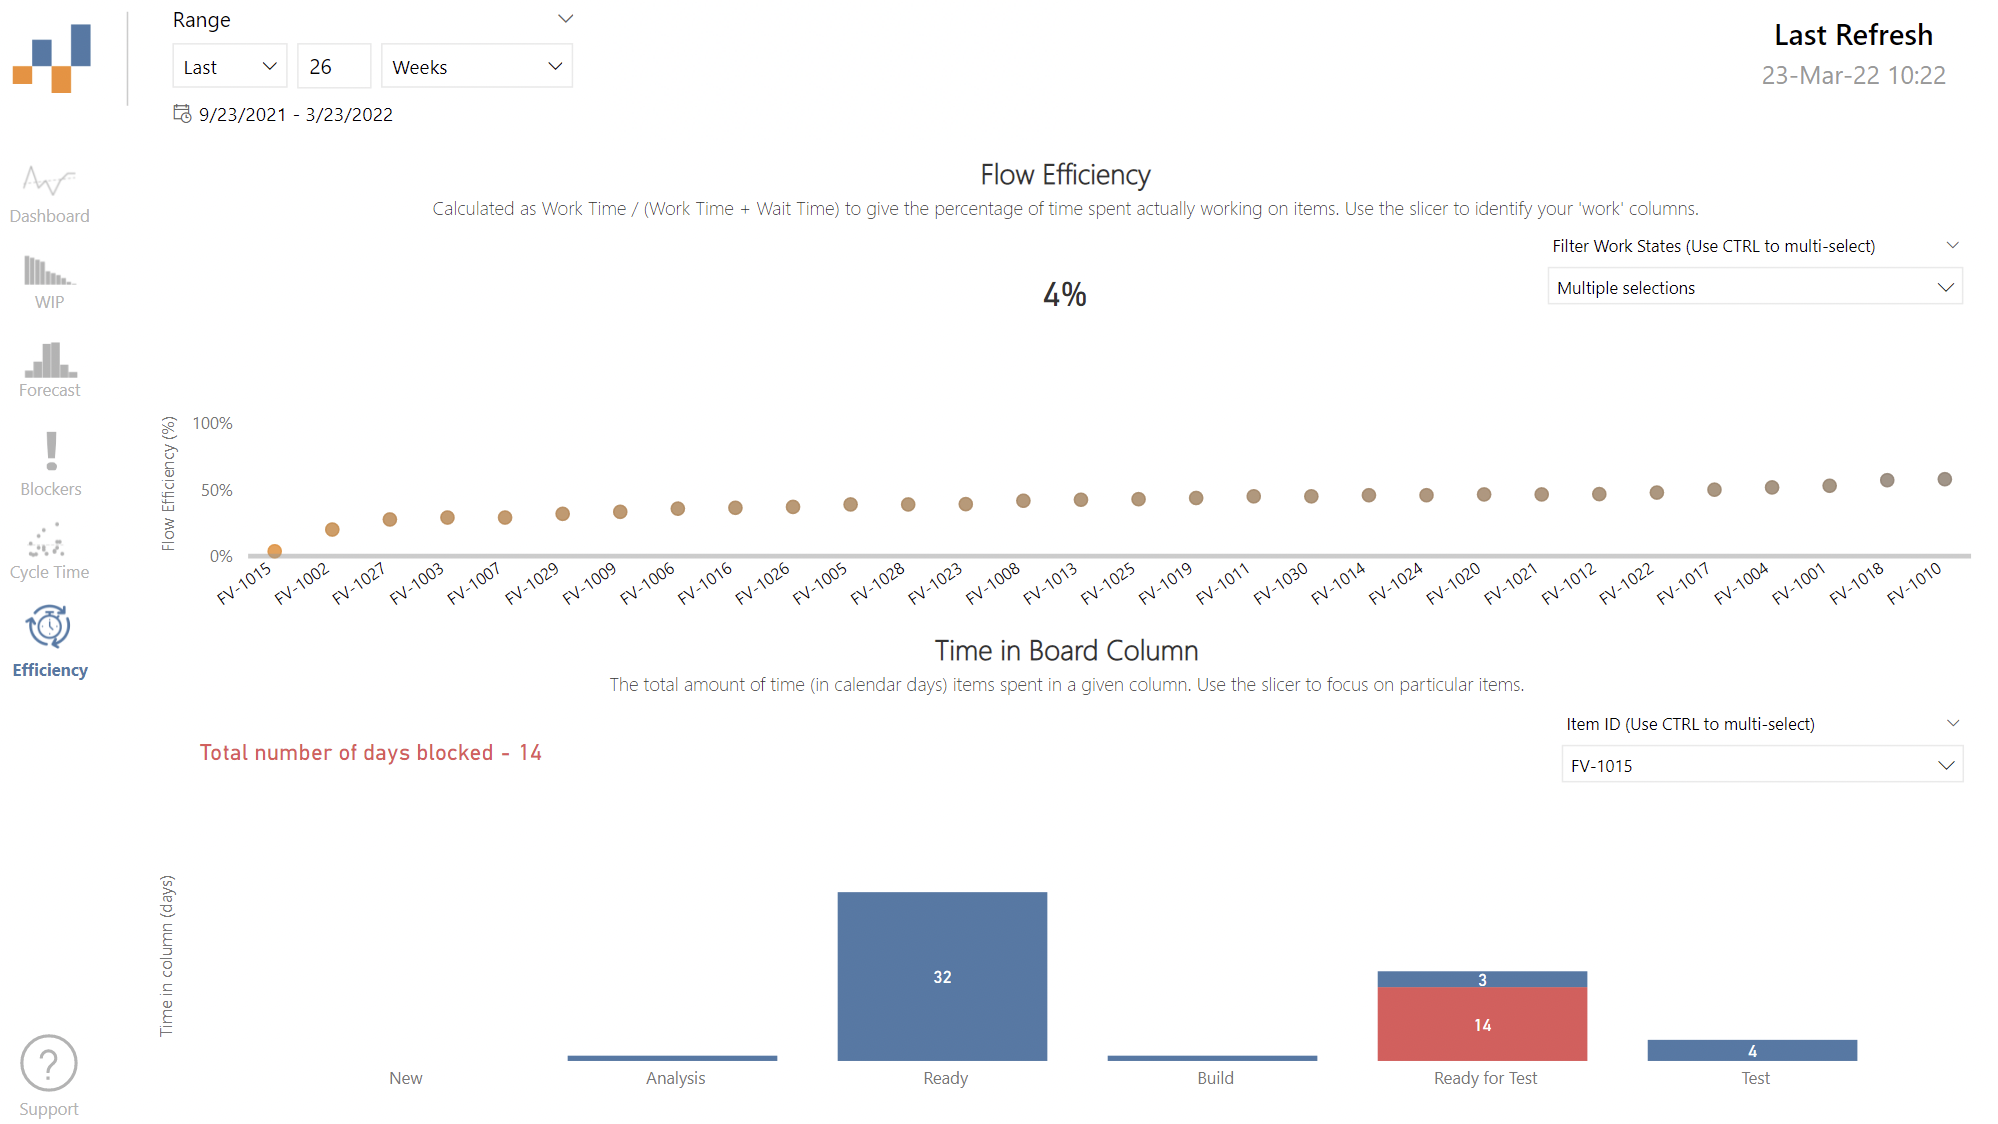 Range
Last 26 Weeks
9/23/2021 - 3/23/2022
Last Refresh
23-Mar-22 10:22
Dashboard
WIP
Forecast
Blockers
Cycle Time
Efficiency
Support
Flow Efficiency
Calculated as Work Time / (Work Time + Wait Time) to give the percentage of time spent actually working on items. Use the slicer to identify your 'work' columns.
Filter Work States (Use CTRL to multi-select)
Multiple selections
4%
Flow Efficiency (%)
100%
50%
0%
FV-1015 FV-1002 FV-1027 FV-1003 FV-1007 FV-1029 FV-1009 FV-1006 FV-1016 FV-1026 FV-1005 FV-1028 FV-1023 FV-1008 FV-1013 FV-1025 FV-1019 FV-1011 FV-1030 FV-1014 FV-1024 FV-1020 FV-1021 FV-1012 FV-1022 FV-1017 FV-1004 FV-1001 FV-1018 FV-1010
Time in Board Column
The total amount of time (in calendar days) items spent in a given column. Use the slicer to focus on particular items.
Item ID (Use CTRL to multi-select)
FV-1015
Total number of days blocked - 14
Time in column (days)
32
3
14
4
New Analysis Ready Build Ready for Test Test